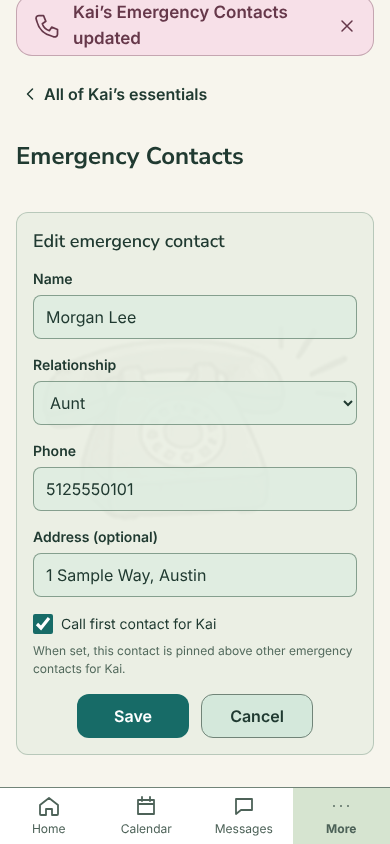 Kai’s Emergency Contacts
updated
All of Kai’s essentials
Emergency Contacts
Edit emergency contact
Name
Morgan Lee
Relationship
Aunt
Phone
5125550101
Address (optional)
1 Sample Way, Austin
Call first contact for Kai
When set, this contact is pinned above other emergency
contacts for Kai.
Save
Cancel
Home
Calendar
Messages
More